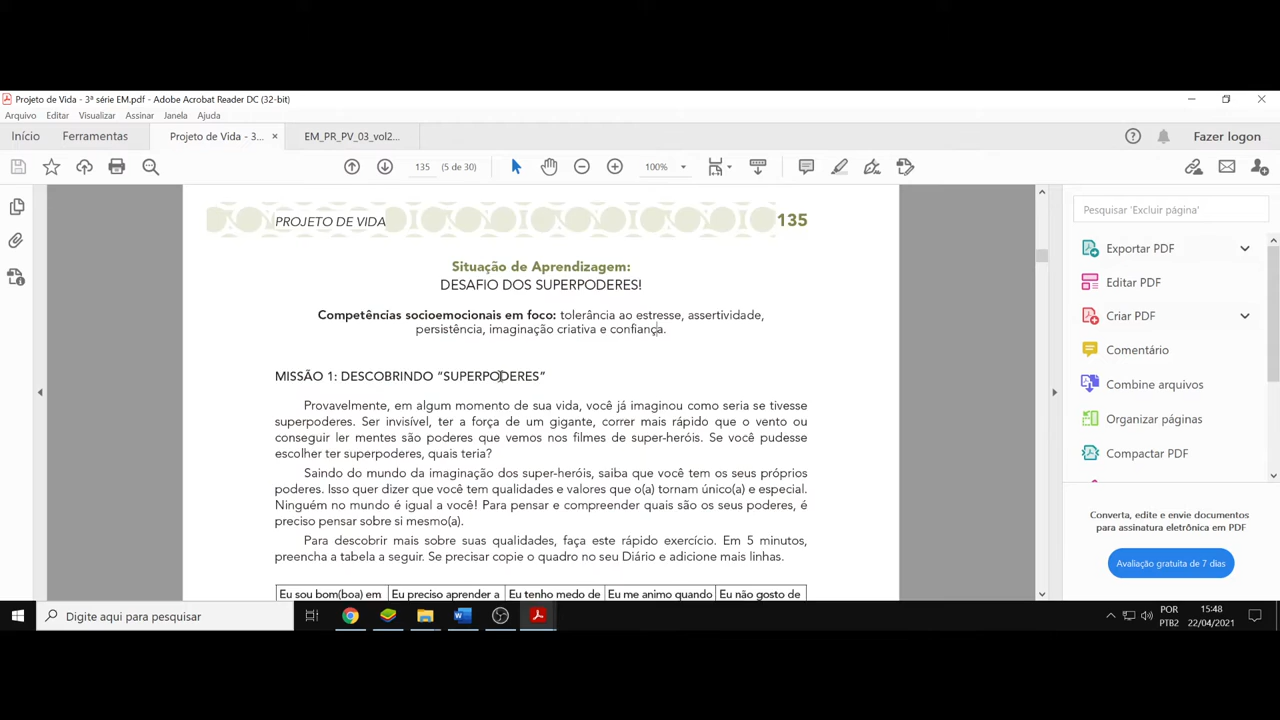 Projeto de Vida - 3ª série EM.pdf - Adobe Acrobat Reader DC (32-bit)
Arquivo Editar Visualizar Assinar Janela Ajuda
Início Ferramentas Projeto de Vida - 3... × EM_PR_PV_03_vol2... Fazer logon
135 (5 de 30) 100%
PROJETO DE VIDA 135
Situação de Aprendizagem:
DESAFIO DOS SUPERPODERES!
Competências socioemocionais em foco: tolerância ao estresse, assertividade,
persistência, imaginação criativa e confiança.
MISSÃO 1: DESCOBRINDO “SUPERPODERES”
Provavelmente, em algum momento de sua vida, você já imaginou como seria se tivesse
superpoderes. Ser invisível, ter a força de um gigante, correr mais rápido que o vento ou
conseguir ler mentes são poderes que vemos nos filmes de super-heróis. Se você pudesse
escolher ter superpoderes, quais teria?
Saindo do mundo da imaginação dos super-heróis, saiba que você tem os seus próprios
poderes. Isso quer dizer que você tem qualidades e valores que o(a) tornam único(a) e especial.
Ninguém no mundo é igual a você! Para pensar e compreender quais são os seus poderes, é
preciso pensar sobre si mesmo(a).
Para descobrir mais sobre suas qualidades, faça este rápido exercício. Em 5 minutos,
preencha a tabela a seguir. Se precisar copie o quadro no seu Diário e adicione mais linhas.
Eu sou bom(boa) em Eu preciso aprender a Eu tenho medo de Eu me animo quando Eu não gosto de
Pesquisar 'Excluir página'
Exportar PDF
Editar PDF
Criar PDF
Comentário
Combine arquivos
Organizar páginas
Compactar PDF
Converta, edite e envie documentos
para assinatura eletrônica em PDF
Avaliação gratuita de 7 dias
Digite aqui para pesquisar
POR
PTB2
15:48
22/04/2021